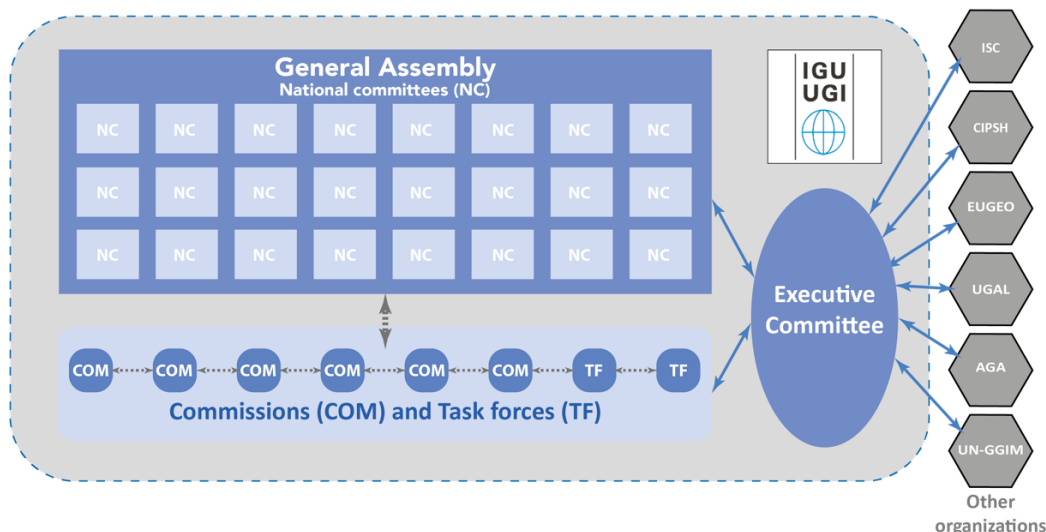 General Assembly
National committees (NC)
NC NC NC NC NC NC NC NC
NC NC NC NC NC NC NC NC
NC NC NC NC NC NC NC NC
COM COM COM COM COM COM TF TF
Commissions (COM) and Task forces (TF)
IGU
UGI
Executive
Committee
ISC
CIPSH
EUGEO
UGAL
AGA
UN-GGIM
Other
organizations